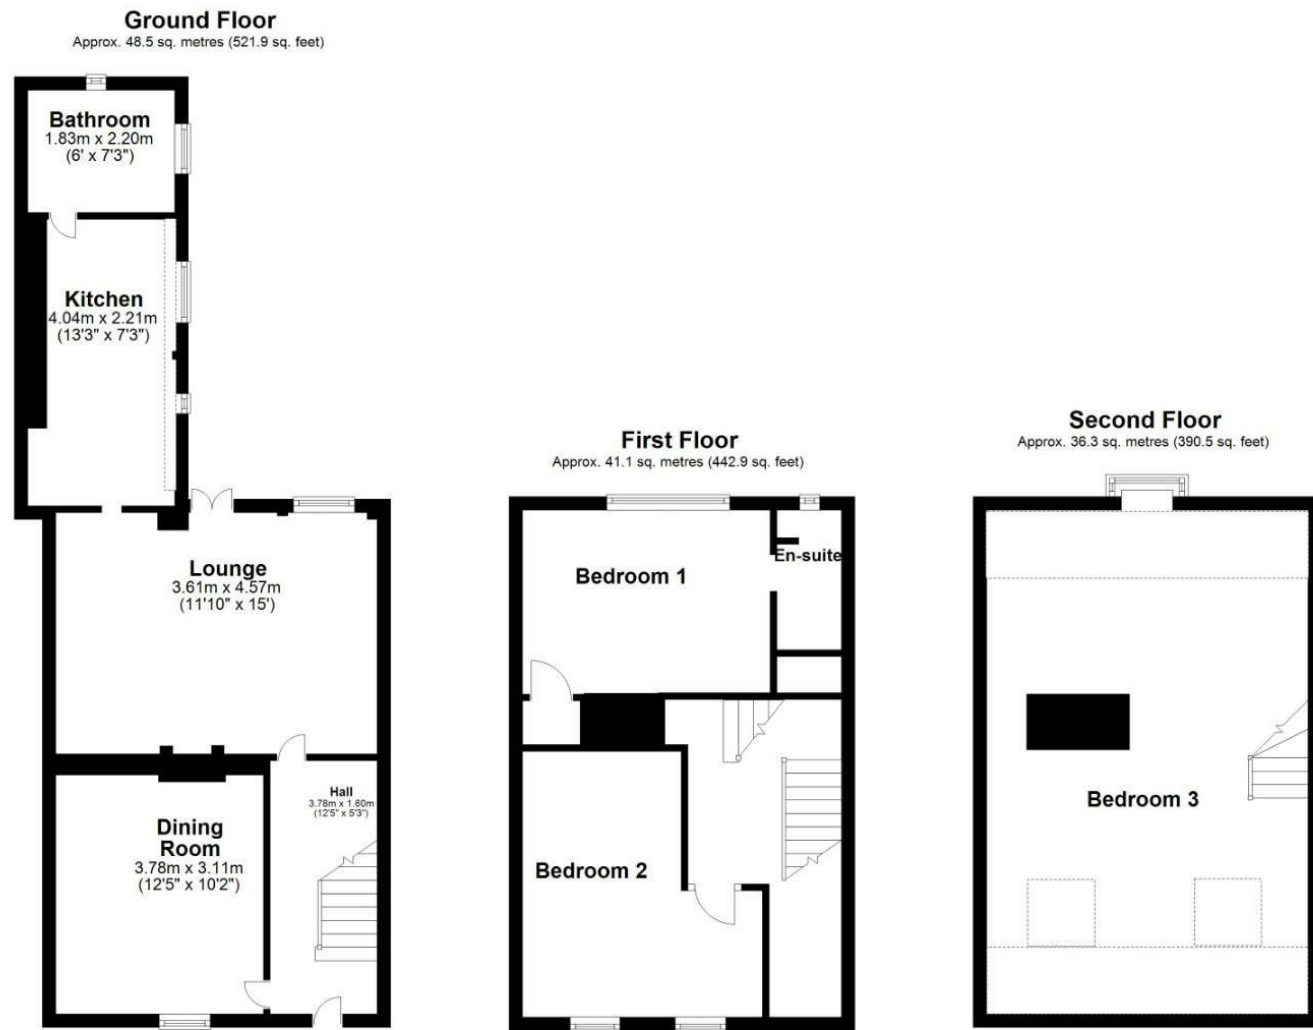 Ground Floor
Approx. 48.5 sq. metres (521.9 sq. feet)
Bathroom
1.83m x 2.20m
(6' x 7'3")
Kitchen
4.04m x 2.21m
(13'3" x 7'3")
Lounge
3.61m x 4.57m
(11'10" x 15')
Hall
3.78m x 1.60m
(12'5" x 5'3")
Dining
Room
3.78m x 3.11m
(12'5" x 10'2")
First Floor
Approx. 41.1 sq. metres (442.9 sq. feet)
En-suite
Bedroom 1
Bedroom 2
Second Floor
Approx. 36.3 sq. metres (390.5 sq. feet)
Bedroom 3